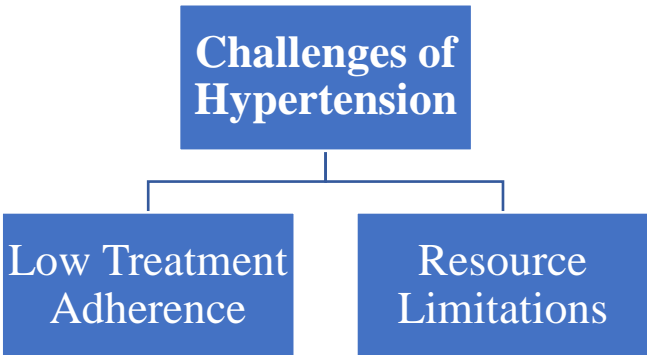 Challenges of
Hypertension
Low Treatment
Adherence
Resource
Limitations